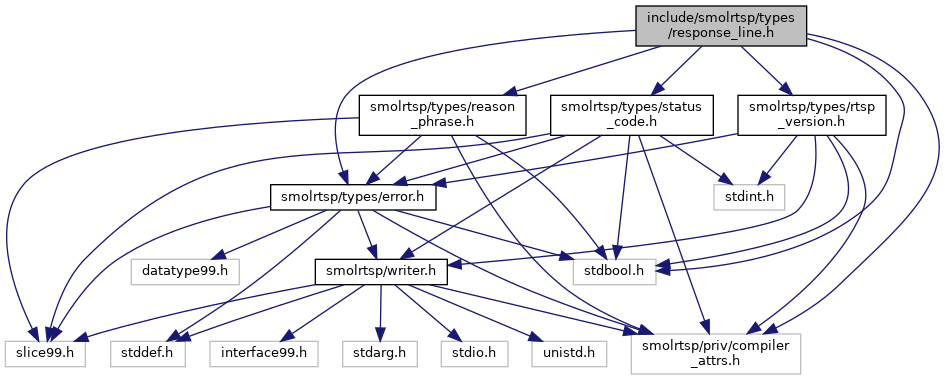 include/smolrtsp/types
/response_line.h
smolrtsp/types/reason
_phrase.h
smolrtsp/types/status
_code.h
smolrtsp/types/rtsp
_version.h
smolrtsp/types/error.h
stdint.h
datatype99.h
smolrtsp/writer.h
stdbool.h
slice99.h
stddef.h
interface99.h
stdarg.h
stdio.h
unistd.h
smolrtsp/priv/compiler
_attrs.h